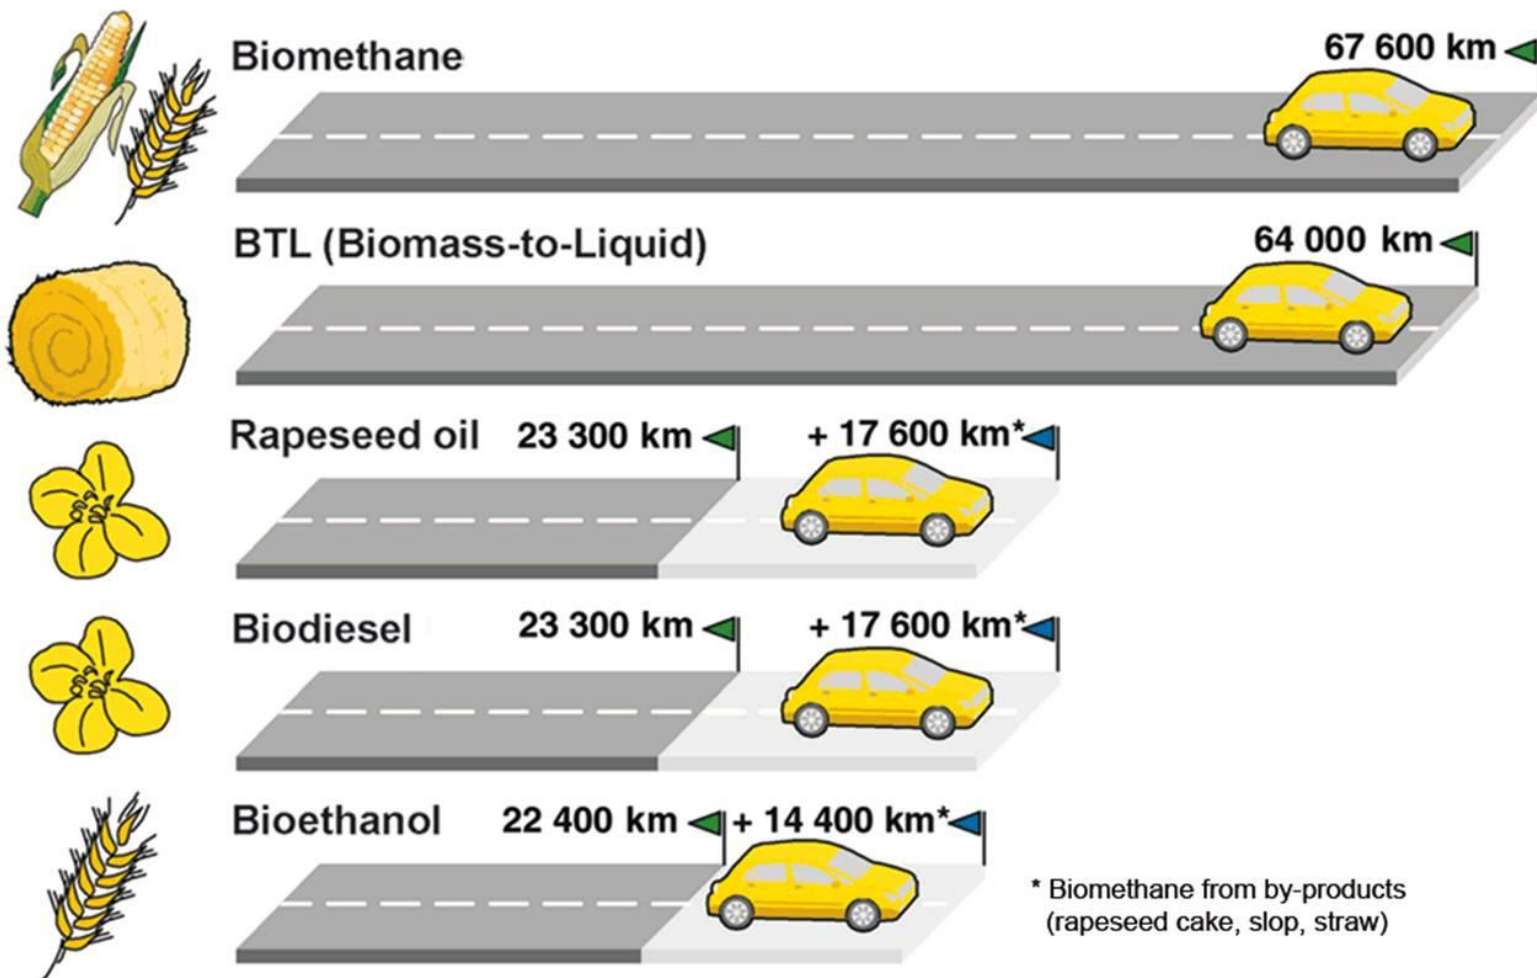 Biomethane
67 600 km
BTL (Biomass-to-Liquid)
64 000 km
Rapeseed oil
23 300 km
+ 17 600 km*
Biodiesel
23 300 km
+ 17 600 km*
Bioethanol
22 400 km
+ 14 400 km*
* Biomethane from by-products
(rapeseed cake, slop, straw)